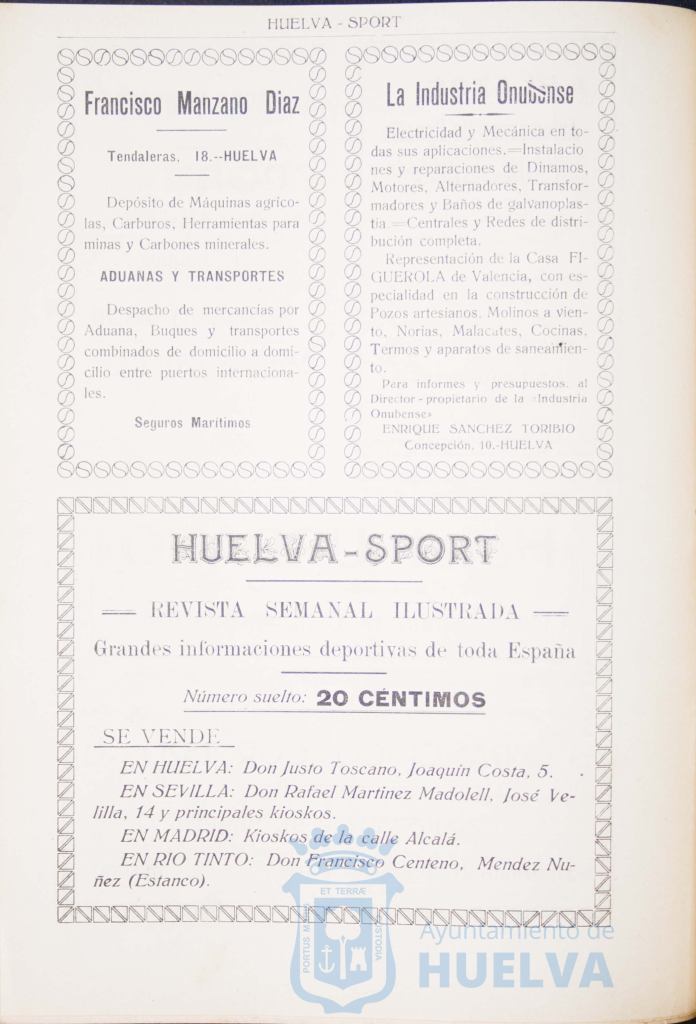 HUELVA - SPORT
Francisco Manzano Diaz
Tendaleras, 18.--HUELVA
Depósito de Máquinas agrico-
las, Carburos, Herramientas para
minas y Carbones minerales.
ADUANAS Y TRANSPORTES
Despacho de mercancías por
Aduana, Buques y transportes
combinados de domicilio a domi-
cilio entre puertos internaciona-
les.
Seguros Marítimos
La Industria Onubense
Electricidad y Mecánica en to-
das sus aplicaciones.=Instalacio
nes y reparaciones de Dinamos,
Motores, Alternadores, Transfor-
madores y Baños de galvanoplas-
tia.=Centrales y Redes de distri-
bución completa.
Representación de la Casa FI-
GUEROLA de Valencia, con es-
pecialidad en la construcción de
Pozos artesianos. Molinos a vien-
to, Norias, Malacates, Cocinas,
Termos y aparatos de saneamien-
to.
Para informes y presupuestos, al
Director - propietario de la «Industria
Onubense»
ENRIQUE SANCHEZ TORIBIO
Concepción, 10.-HUELVA
HUELVA - SPORT
REVISTA SEMANAL ILUSTRADA
Grandes informaciones deportivas de toda España
Número suelto: 20 CÉNTIMOS
SE VENDE
EN HUELVA: Don Justo Toscano, Joaquín Costa, 5.
EN SEVILLA: Don Rafael Martinez Madolell, José Ve-
lilla, 14 y principales kioskos.
EN MADRID: Kioskos de la calle Alcalá.
EN RIO TINTO: Don Francisco Centeno, Mendez Nu-
ñez (Estanco).
ET TERRÆ
PORTUS MARIS
CUSTODIA
Ayuntamiento de
HUELVA